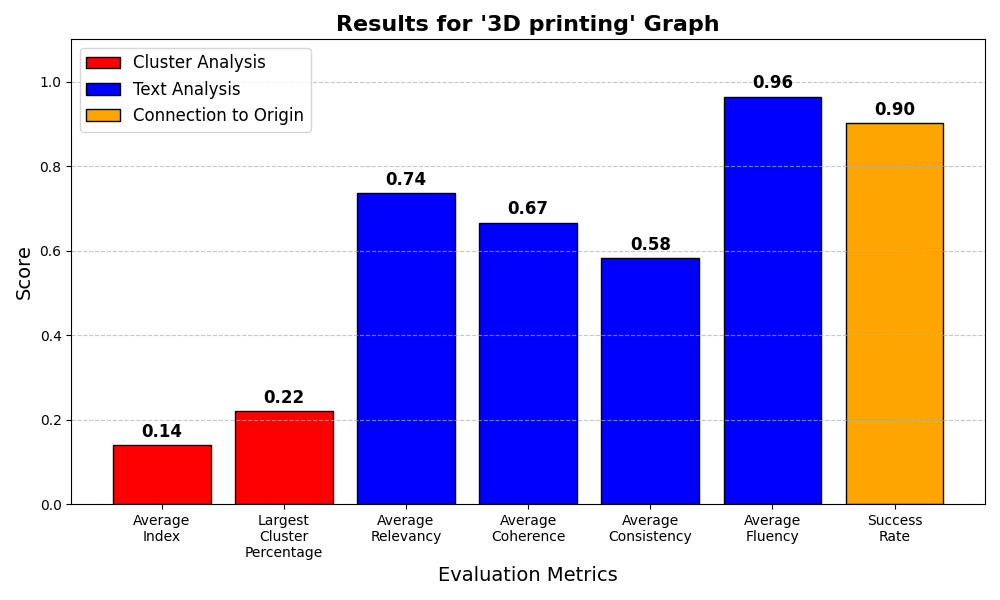 Results for '3D printing' Graph
Cluster Analysis
Text Analysis
Connection to Origin
Score
1.0
0.8
0.6
0.4
0.2
0.0
0.14
0.22
0.74
0.67
0.58
0.96
0.90
Average
Index
Largest
Cluster
Percentage
Average
Relevancy
Average
Coherence
Average
Consistency
Average
Fluency
Success
Rate
Evaluation Metrics